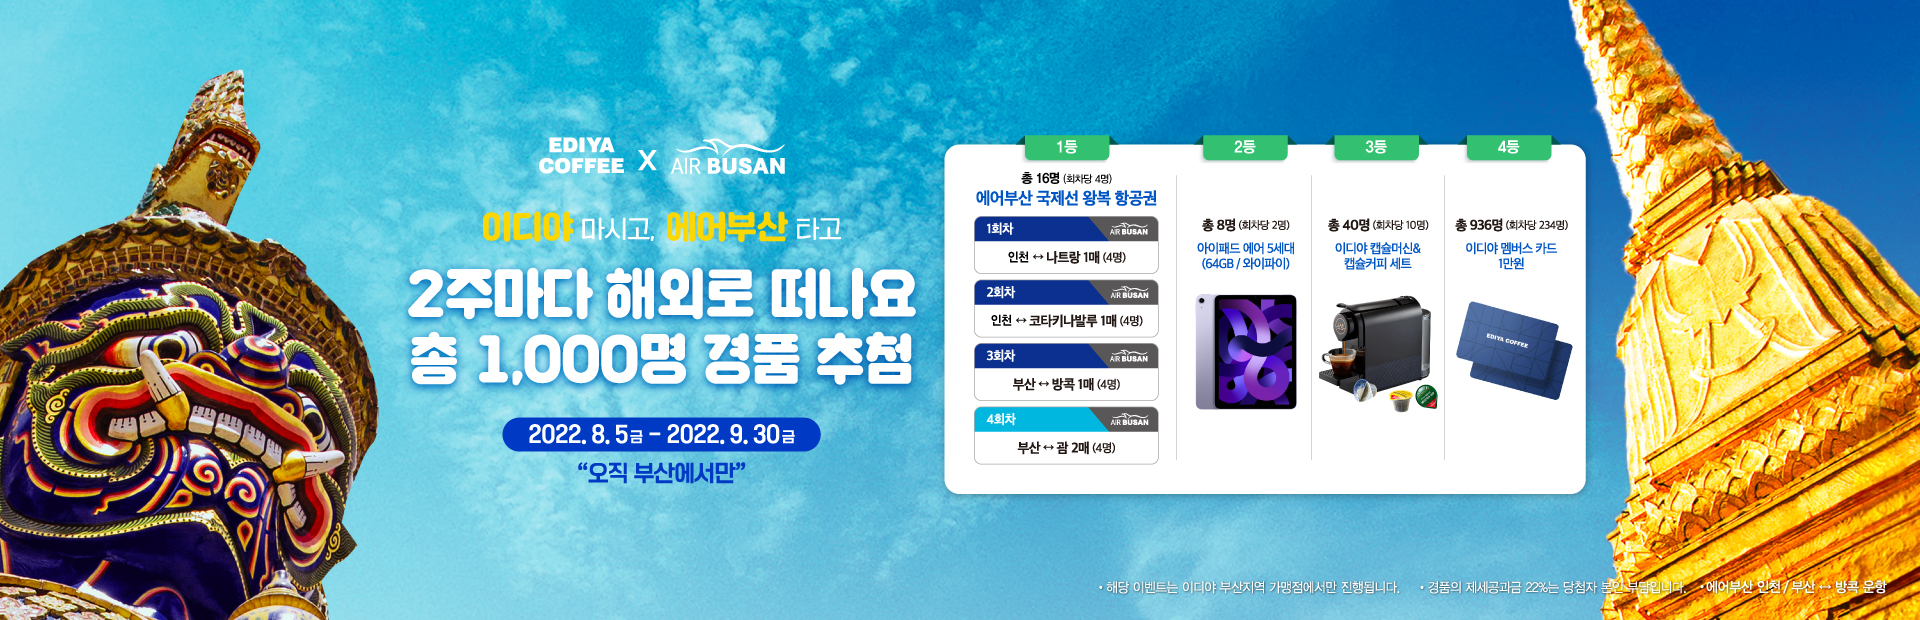 EDIYA
COFFEE X AIR BUSAN
이디야 마시고, 에어부산 타고
2주마다 해외로 떠나요
총 1,000명 경품 추첨
2022. 8. 5금 - 2022. 9. 30금
“오직 부산에서만”
1등
총 16명 (회차당 4명)
에어부산 국제선 왕복 항공권
1회차 AIR BUSAN
인천 ↔ 나트랑 1매 (4명)
2회차 AIR BUSAN
인천 ↔ 코타키나발루 1매 (4명)
3회차 AIR BUSAN
부산 ↔ 방콕 1매 (4명)
4회차 AIR BUSAN
부산 ↔ 괌 2매 (4명)
2등
총 8명 (회차당 2명)
아이패드 에어 5세대
(64GB / 와이파이)
3등
총 40명 (회차당 10명)
이디야 캡슐머신&
캡슐커피 세트
4등
총 936명 (회차당 234명)
이디야 멤버스 카드
1만원
EDIYA COFFEE
• 해당 이벤트는 이디야 부산지역 가맹점에서만 진행됩니다. • 경품의 제세공과금 22%는 당첨자 본인 부담입니다. • 에어부산 인천 / 부산 ↔ 방콕 운항